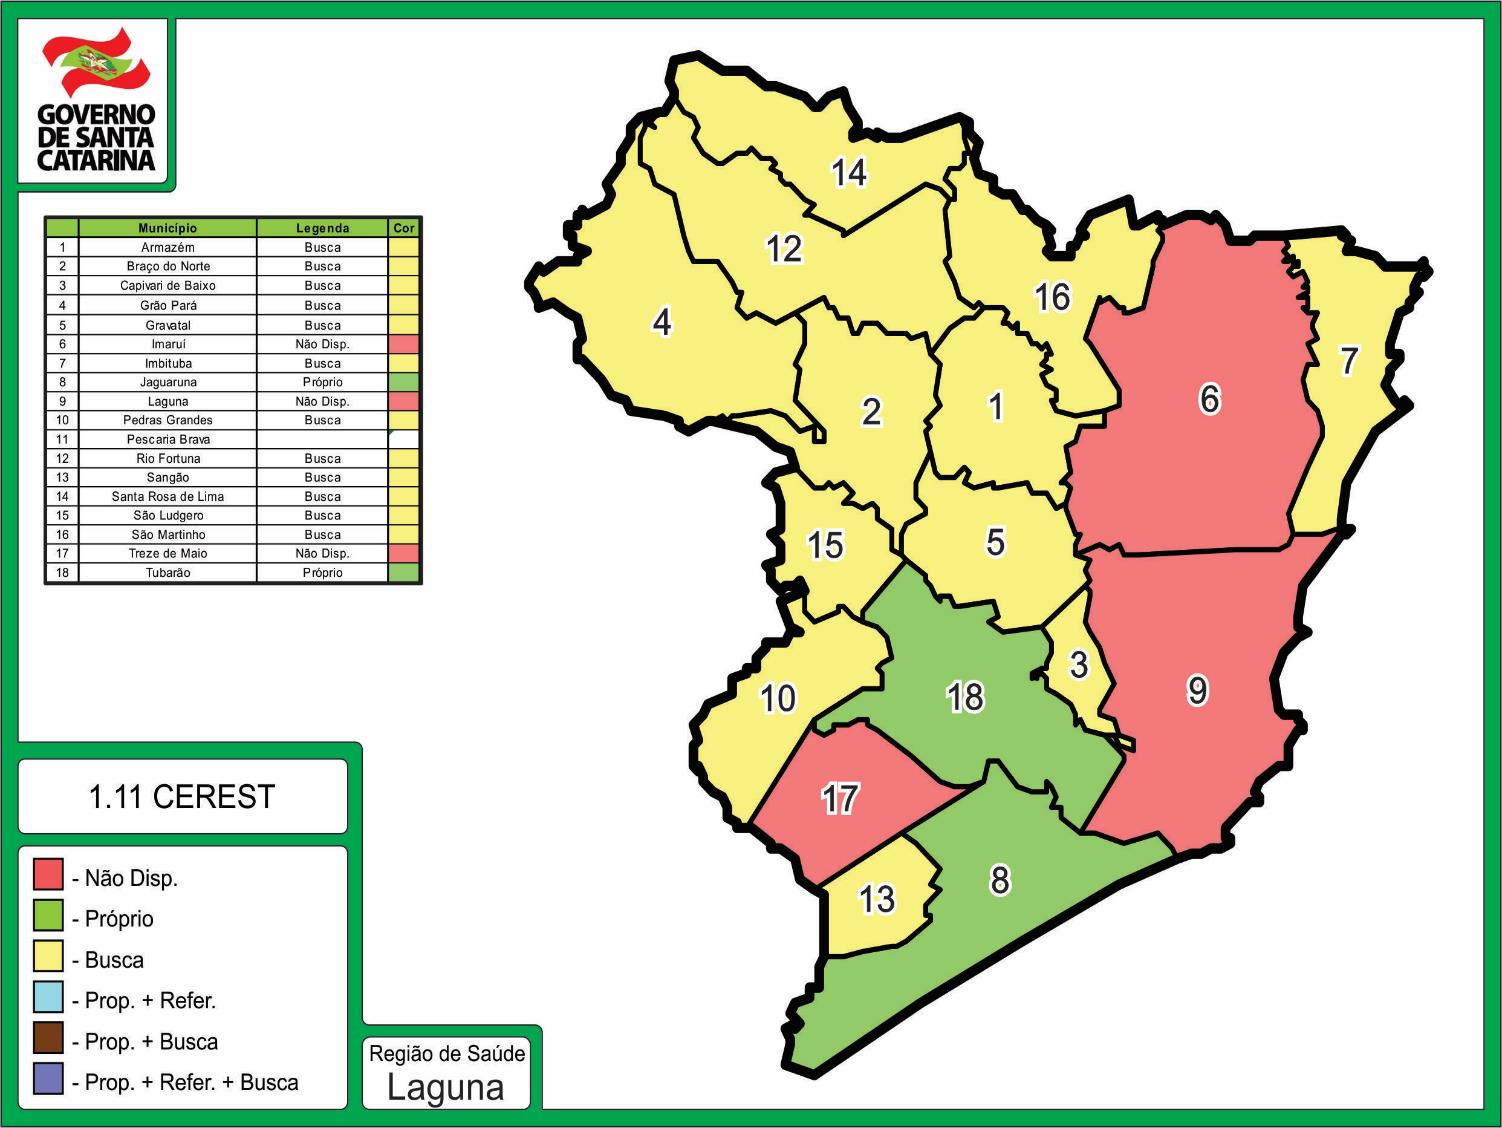 GOVERNO
DE SANTA
CATARINA
Município Legenda Cor
1 Armazém Busca
2 Braço do Norte Busca
3 Capivari de Baixo Busca
4 Grão Pará Busca
5 Gravatal Busca
6 Imaruí Não Disp.
7 Imbituba Busca
8 Jaguaruna Próprio
9 Laguna Não Disp.
10 Pedras Grandes Busca
11 Pescaria Brava
12 Rio Fortuna Busca
13 Sangão Busca
14 Santa Rosa de Lima Busca
15 São Ludgero Busca
16 São Martinho Busca
17 Treze de Maio Não Disp.
18 Tubarão Próprio
14
12
16
4
7
6
2
1
15
5
3
10
18
9
17
8
13
1.11 CEREST
- Não Disp.
- Próprio
- Busca
- Prop. + Refer.
- Prop. + Busca
- Prop. + Refer. + Busca
Região de Saúde
Laguna